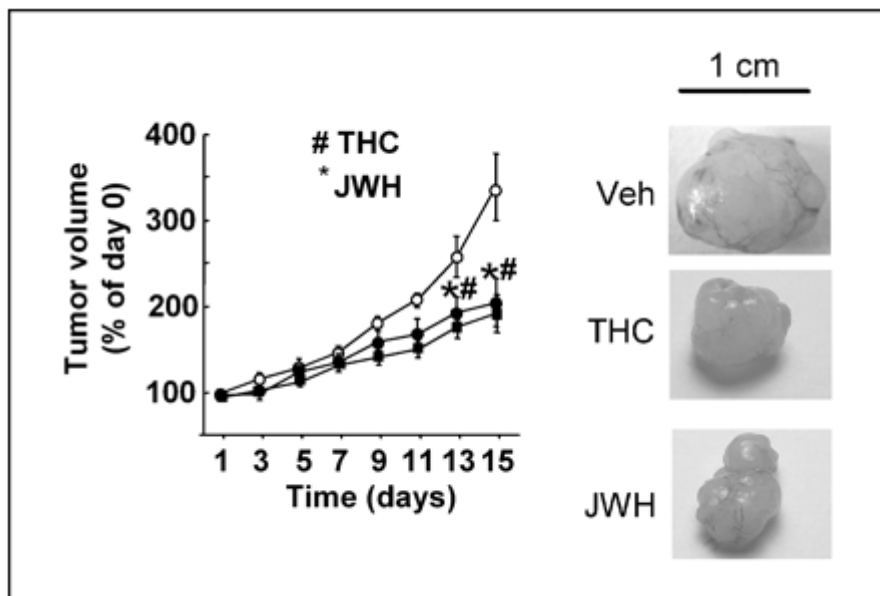 Tumor volume
(% of day 0)
400
300
200
100
# THC
* JWH
*#
*#
1 3 5 7 9 11 13 15
Time (days)
1 cm
Veh
THC
JWH